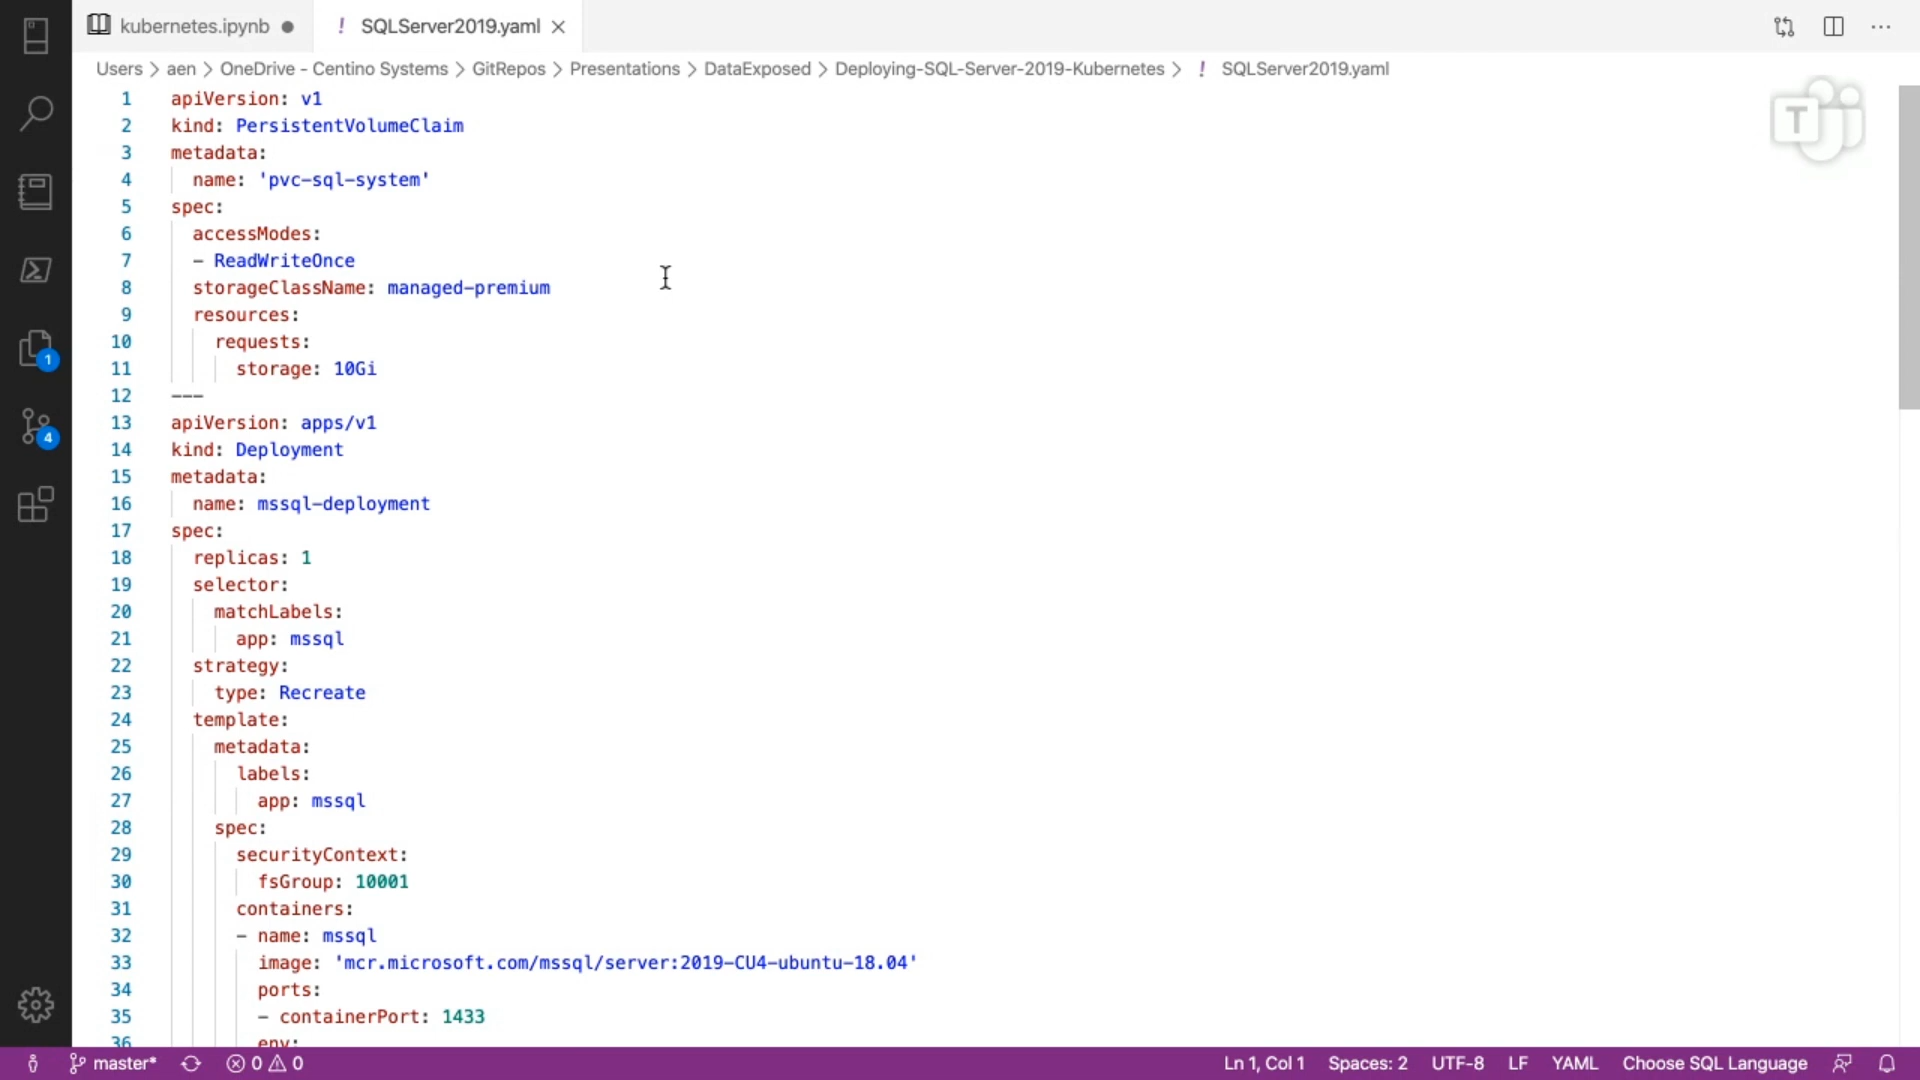 kubernetes.ipynb
! SQLServer2019.yaml
Users > aen > OneDrive - Centino Systems > GitRepos > Presentations > DataExposed > Deploying-SQL-Server-2019-Kubernetes > ! SQLServer2019.yaml
T
1 apiVersion: v1
2 kind: PersistentVolumeClaim
3 metadata:
4   name: 'pvc-sql-system'
5 spec:
6   accessModes:
7   - ReadWriteOnce
8   storageClassName: managed-premium
9   resources:
10     requests:
11       storage: 10Gi
12 ---
13 apiVersion: apps/v1
14 kind: Deployment
15 metadata:
16   name: mssql-deployment
17 spec:
18   replicas: 1
19   selector:
20     matchLabels:
21       app: mssql
22   strategy:
23     type: Recreate
24   template:
25     metadata:
26       labels:
27         app: mssql
28     spec:
29       securityContext:
30         fsGroup: 10001
31       containers:
32       - name: mssql
33         image: 'mcr.microsoft.com/mssql/server:2019-CU4-ubuntu-18.04'
34         ports:
35         - containerPort: 1433
36         env:
1
4
master* 0 0 Ln 1, Col 1 Spaces: 2 UTF-8 LF YAML Choose SQL Language